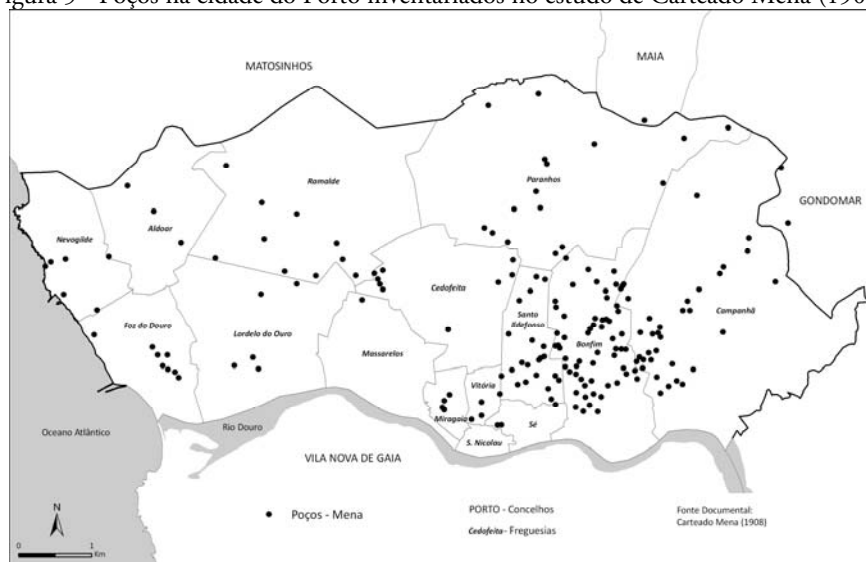 igura 9 - Poços na cidade do Porto inventariados no estudo de Carteado Mena (190
MATOSINHOS
MAIA
GONDOMAR
Ramalde
Paranhos
Aldoar
Nevogilde
Cedofeita
Campanhã
Santo
Ildefonso
Foz do Douro
Lordelo do Ouro
Bonfim
Massarelos
Vitória
Miragaia
Sé
S. Nicolau
Oceano Atlântico
Rio Douro
VILA NOVA DE GAIA
N
0 1
Km
Poços - Mena
PORTO - Concelhos
Cedofeita - Freguesias
Fonte Documental:
Carteado Mena (1908)